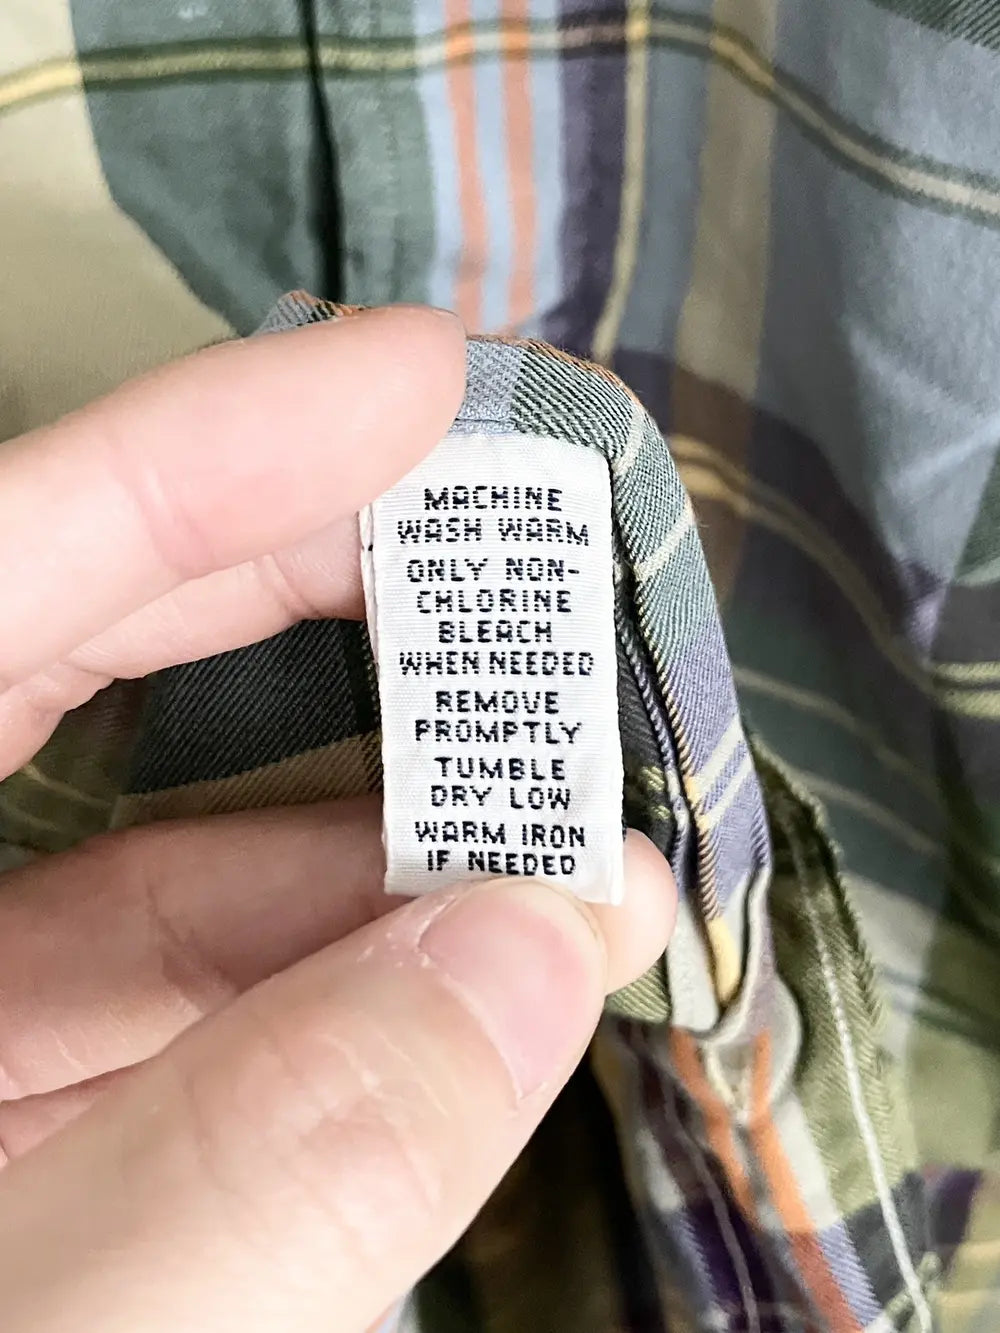 MACHINE
WASH WARM
ONLY NON-
CHLORINE
BLEACH
WHEN NEEDED
REMOVE
PROMPTLY
TUMBLE
DRY LOW
WARM IRON
IF NEEDED